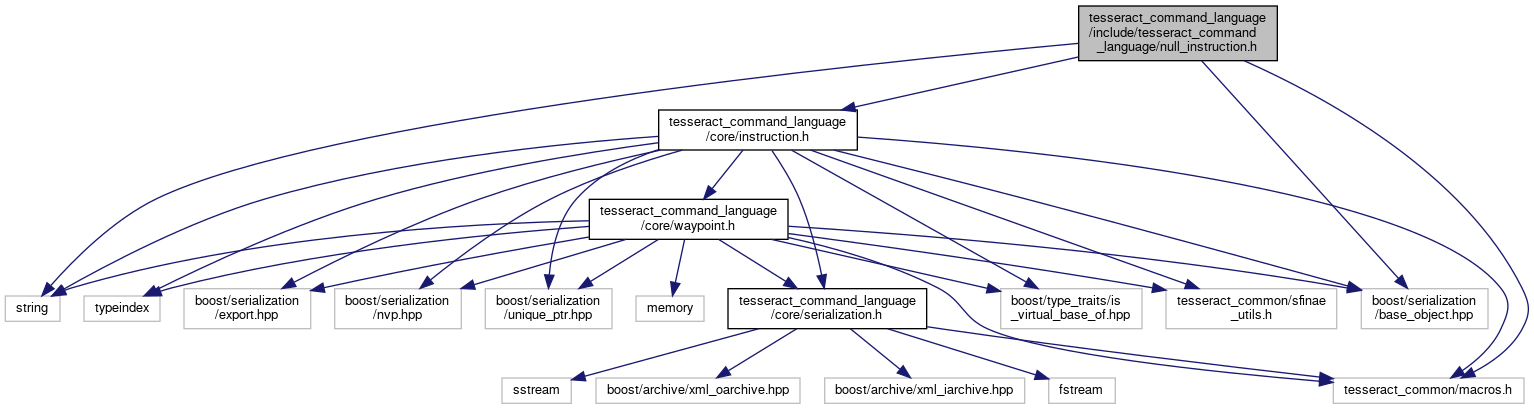 tesseract_command_language
/include/tesseract_command
_language/null_instruction.h
tesseract_command_language
/core/instruction.h
tesseract_command_language
/core/waypoint.h
string
typeindex
boost/serialization
/export.hpp
boost/serialization
/nvp.hpp
boost/serialization
/unique_ptr.hpp
memory
tesseract_command_language
/core/serialization.h
boost/type_traits/is
_virtual_base_of.hpp
tesseract_common/sfinae
_utils.h
boost/serialization
/base_object.hpp
sstream
boost/archive/xml_oarchive.hpp
boost/archive/xml_iarchive.hpp
fstream
tesseract_common/macros.h